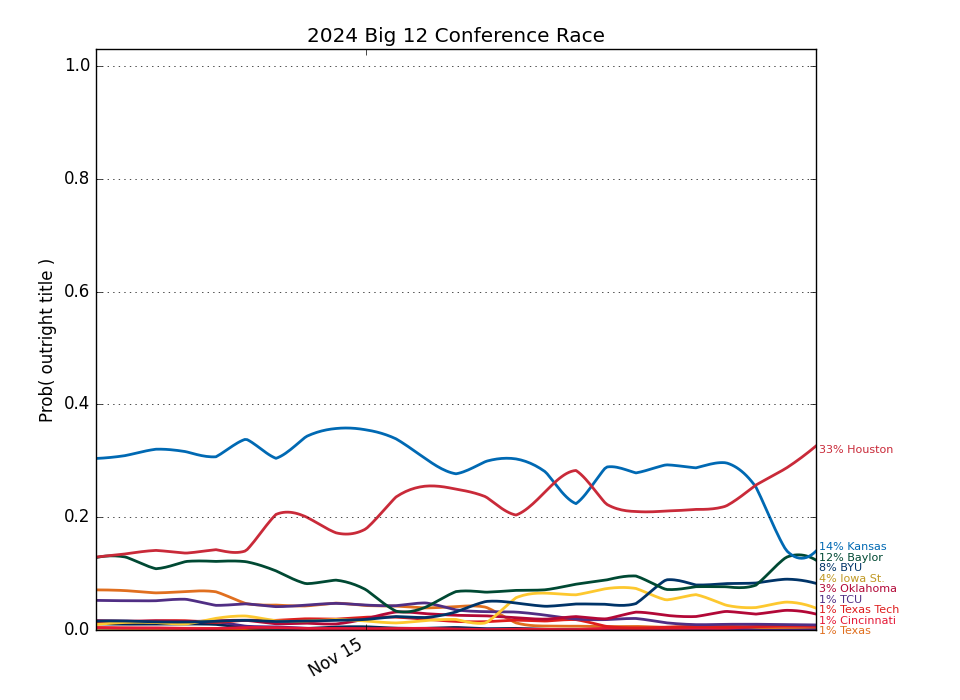 2024 Big 12 Conference Race
Prob( outright title )
1.0
0.8
0.6
0.4
0.2
0.0
Nov 15
33% Houston
14% Kansas
12% Baylor
8% BYU
4% Iowa St.
3% Oklahoma
1% TCU
1% Texas Tech
1% Cincinnati
1% Texas